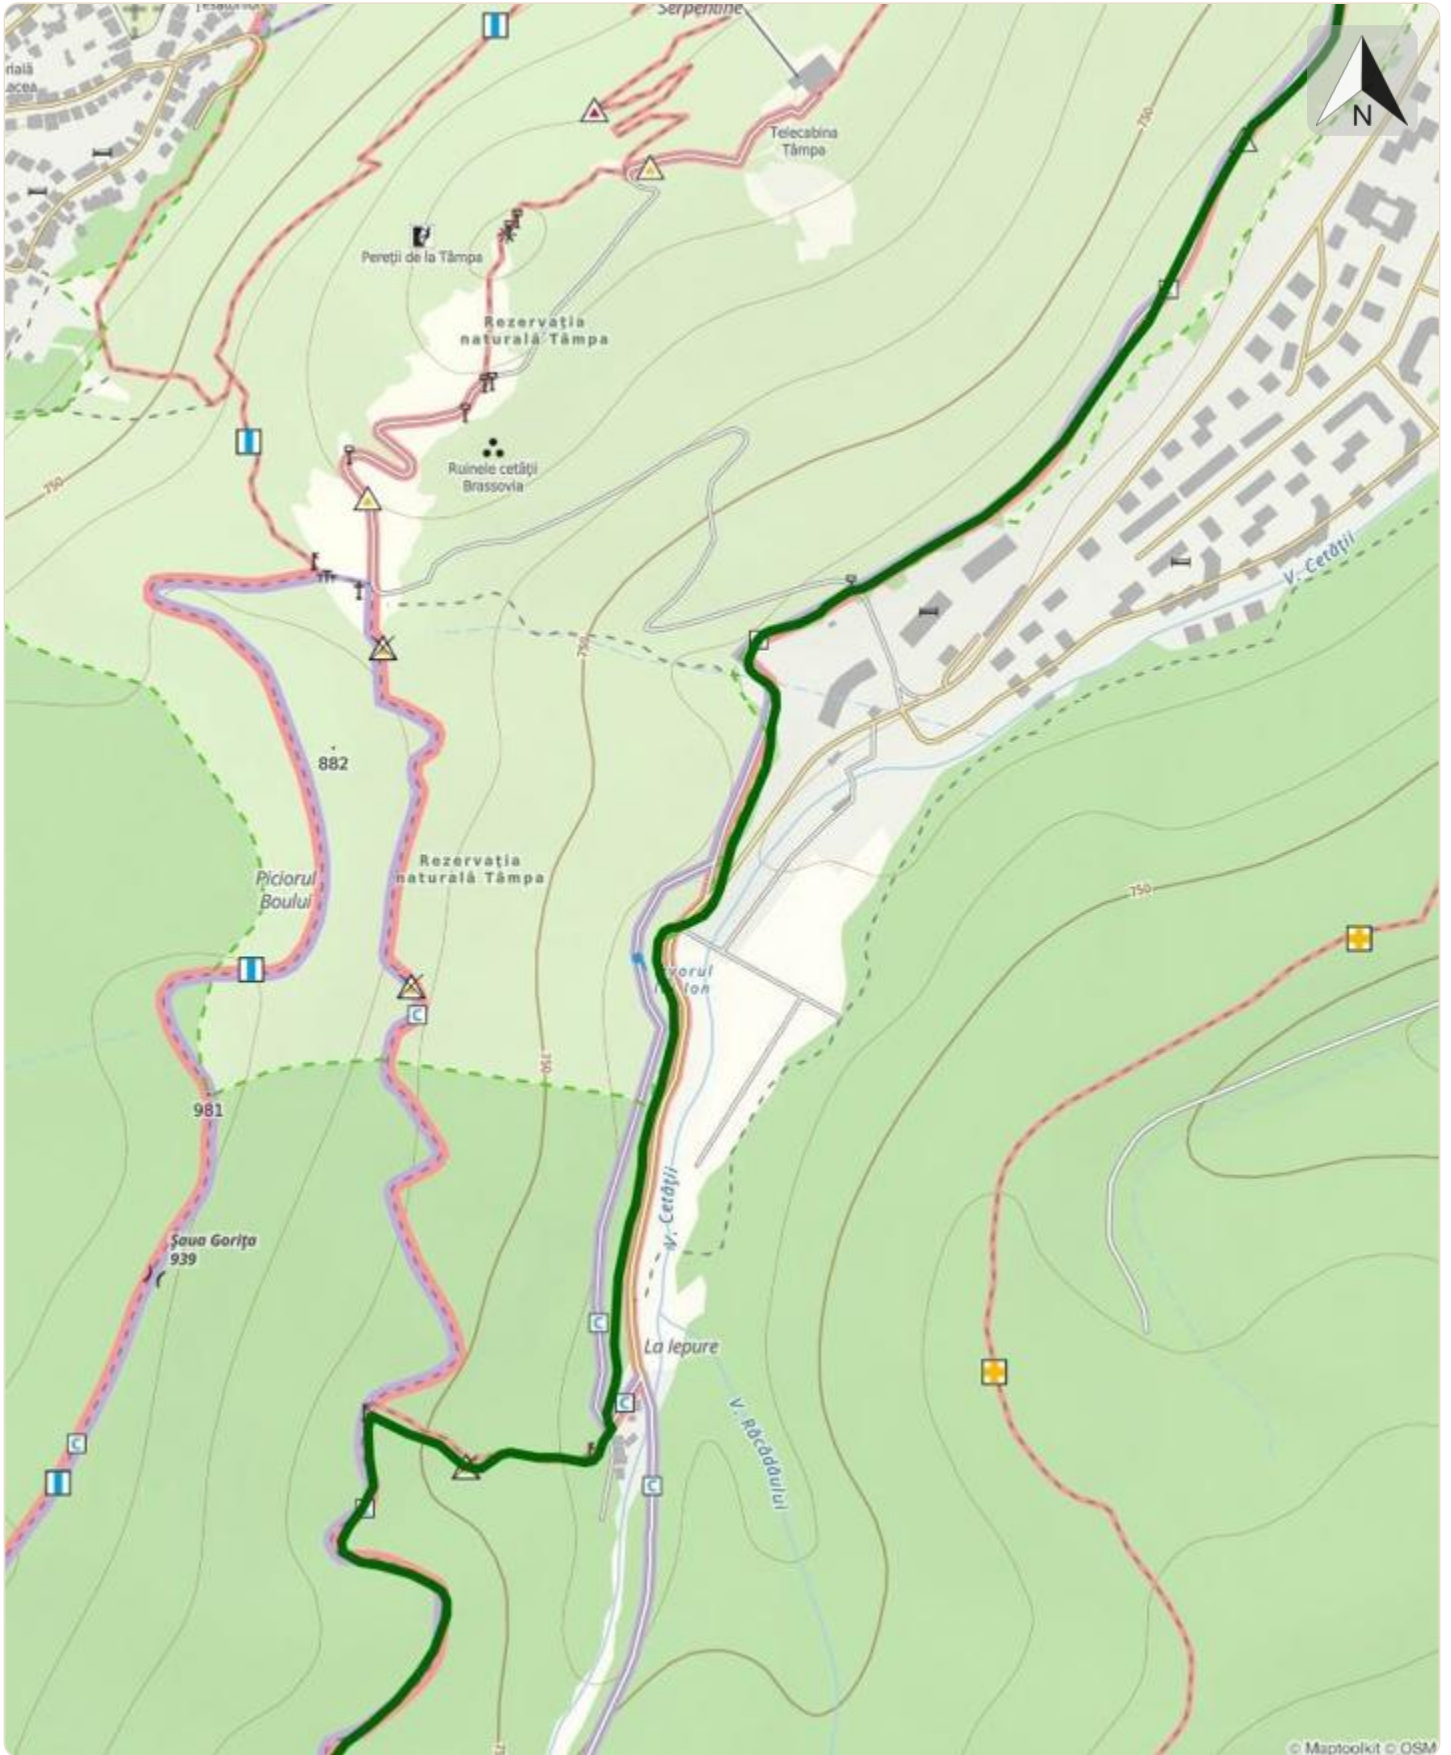 Serpentine
N
Telecabina
Tâmpa
750
Pereții de la Tâmpa
Rezervația
naturală Tâmpa
Ruinele cetății
Brassovia
750
V. Cetății
750
882
Rezervația
naturală Tâmpa
Piciorul
Boului
750
750
981
V. Cetății
Șaua Gorița
939
La Iepure
V. Răcădăului
C
C
C
C
C
© Maptoolkit © OSM